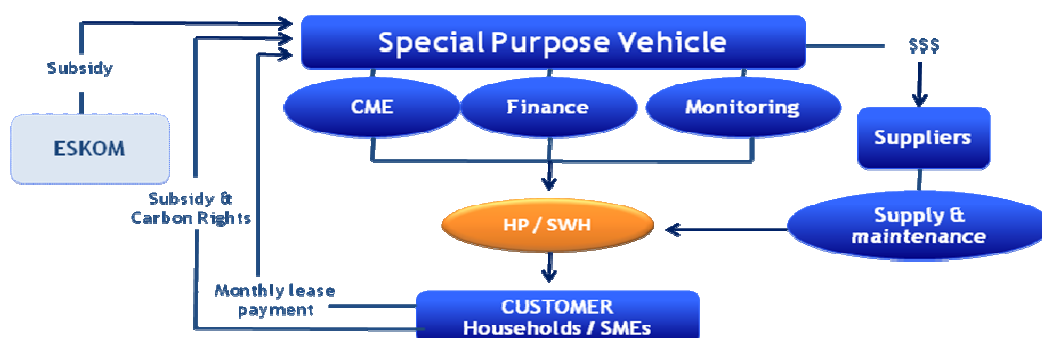 Special Purpose Vehicle
$$$
Subsidy
CME
Finance
Monitoring
ESKOM
Suppliers
Subsidy &
Carbon Rights
HP / SWH
Supply &
maintenance
Monthly lease
payment
CUSTOMER
Households / SMEs